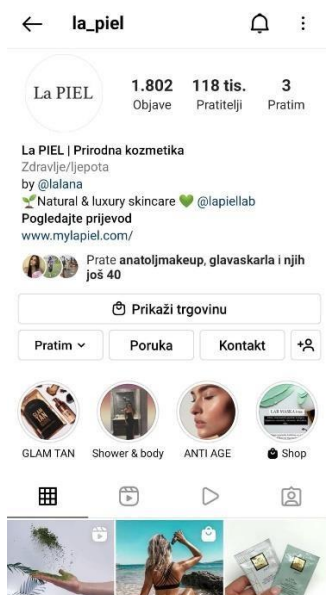 la_piel
La PIEL
1.802 118 tis. 3
Objave Pratitelji Pratim
La PIEL | Prirodna kozmetika
Zdravlje/ljepota
by @lalana
Natural & luxury skincare @lapiellab
Pogledajte prijevod
www.mylapiel.com/
Prate anatoljmakeup, glavaskarla i njih
još 40
Prikaži trgovinu
Pratim Poruka Kontakt
GLAM TAN Shower & body ANTI AGE Shop